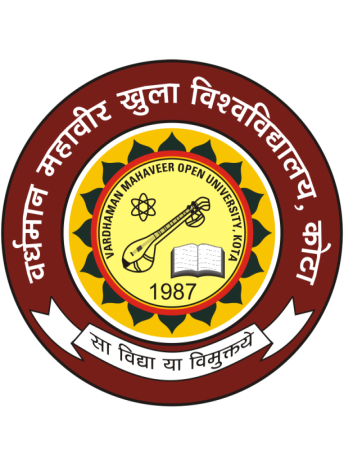 वर्धमान महावीर खुला विश्वविद्यालय, कोटा
VARDHAMAN MAHAVEER OPEN UNIVERSITY, KOTA
1987
सा विद्या या विमुक्तये